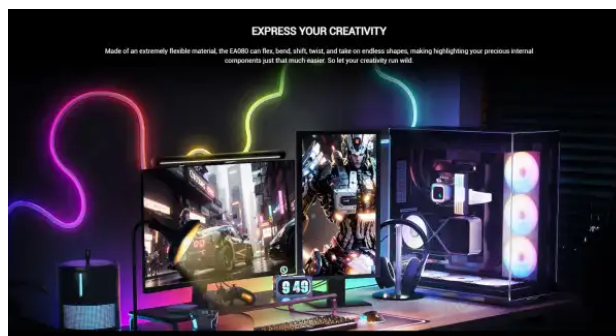 EXPRESS YOUR CREATIVITY
Made of an extremely flexible material, the EA080 can flex, bend, shift, twist, and take on endless shapes, making highlighting your precious internal
components just that much easier. So let your creativity run wild.
9 49